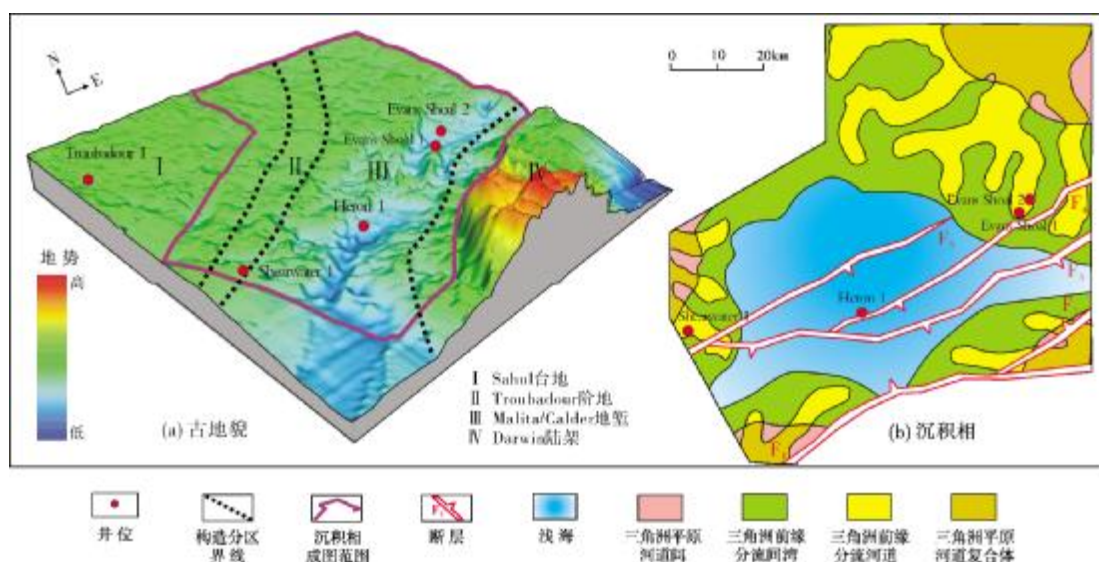 N
E
Troubadour 1
I
II
III
IV
Evans Shoal 2
Evans Shoal 1
Heron 1
Shearwater 1
地 势
高
低
(a) 古地貌
I Sahul台地
II Troubadour阶地
III Malita/Calder地堑
IV Darwin陆架
0 10 20km
Evans Shoal 2
Evans Shoal 1
Heron 1
Shearwater 1
(b) 沉积相
井 位
构造分区
界线
沉积相
成图范围
断层
浅海
三角洲平原
河道间
三角洲前缘
分流间湾
三角洲前缘
分流河道
三角洲平原
河道复合体